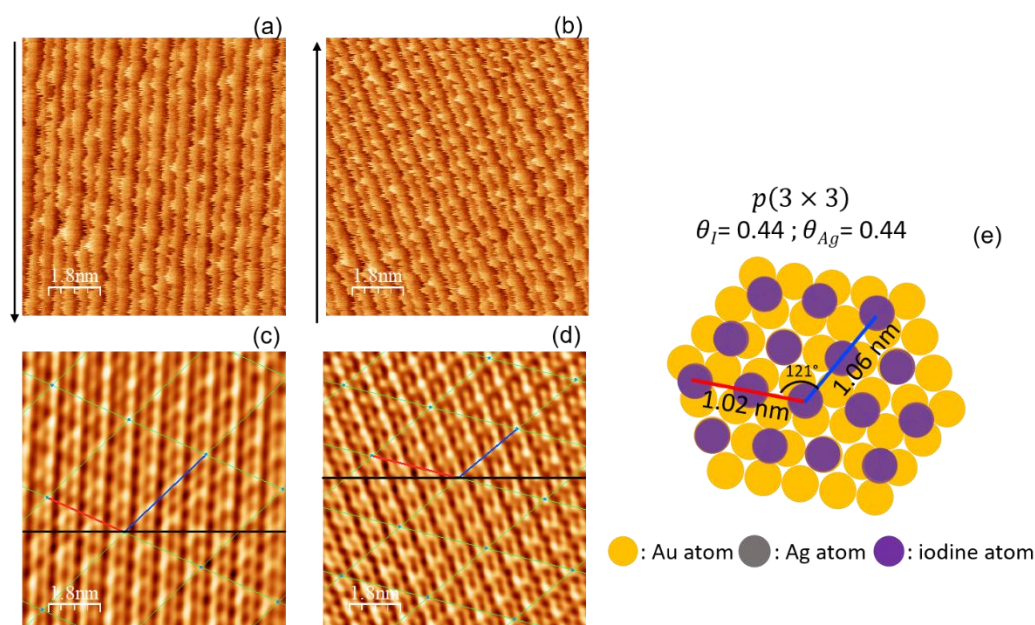 (a)
1.8nm
(b)
1.8nm
(c)
1.8nm
(d)
1.8nm
p(3 × 3)
θI= 0.44 ; θAg= 0.44
(e)
121°
1.02 nm
1.06 nm
: Au atom : Ag atom : iodine atom